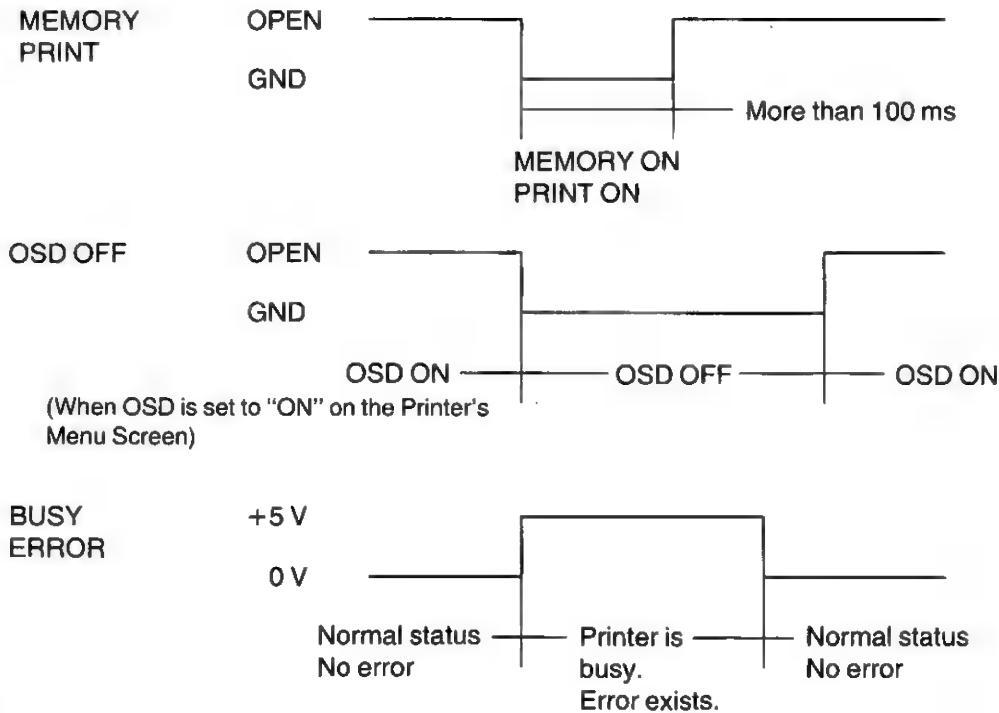 MEMORY
PRINT
OPEN
GND
More than 100 ms
MEMORY ON
PRINT ON
OSD OFF
OPEN
GND
OSD ON
OSD OFF
OSD ON
(When OSD is set to “ON” on the Printer's
Menu Screen)
BUSY
ERROR
+5 V
0 V
Normal status
No error
Printer is
busy.
Error exists.
Normal status
No error